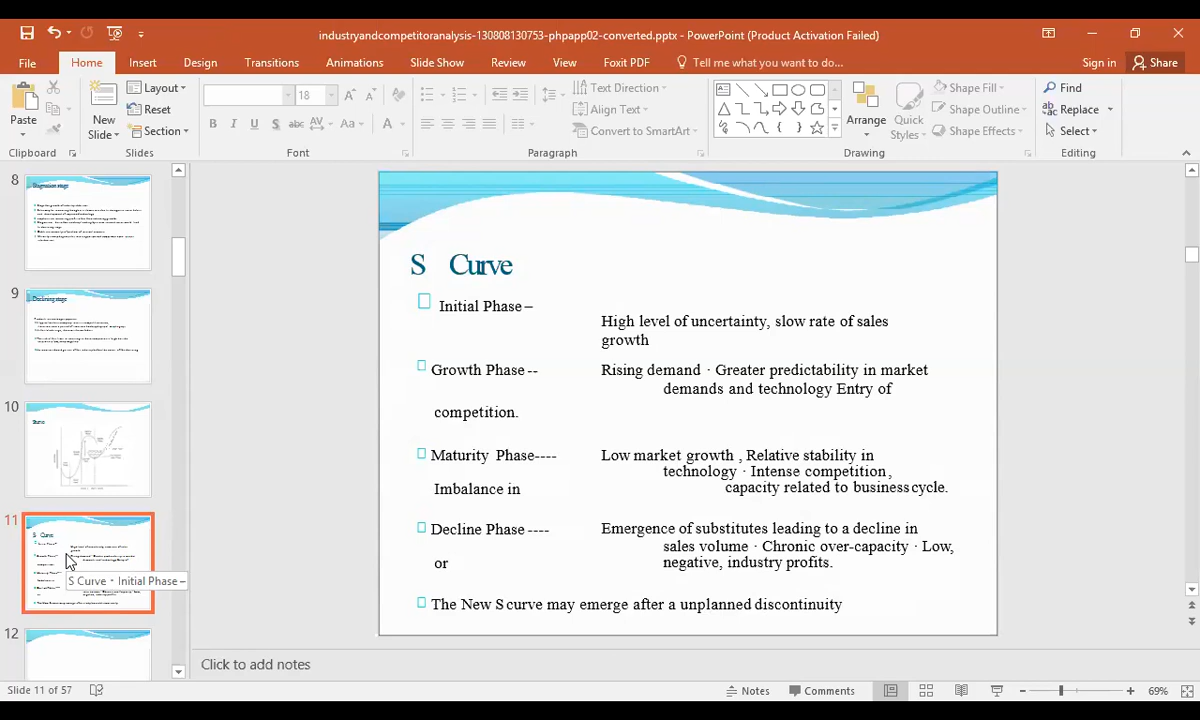 industryandcompetitoranalysis-130808130753-phpapp02-converted.pptx - PowerPoint (Product Activation Failed)
File Home Insert Design Transitions Animations Slide Show Review View Foxit PDF Tell me what you want to do... Sign in Share
Paste
New Slide
Layout
Reset
Section
18
B I U S abc AV Aa A
Text Direction
Align Text
Convert to SmartArt
Arrange
Quick Styles
Shape Fill
Shape Outline
Shape Effects
Find
Replace
Select
Clipboard Slides Font Paragraph Drawing Editing
8
Stagnation stage
9
Declining stage
10
11
S Curve
S Curve · Initial Phase –
12
S Curve
Initial Phase –
High level of uncertainty, slow rate of sales
growth
Growth Phase -- Rising demand · Greater predictability in market
demands and technology Entry of
competition.
Maturity Phase---- Low market growth , Relative stability in
technology · Intense competition ,
Imbalance in capacity related to business cycle.
Decline Phase ---- Emergence of substitutes leading to a decline in
sales volume · Chronic over-capacity · Low,
or negative, industry profits.
The New S curve may emerge after a unplanned discontinuity
Click to add notes
Slide 11 of 57 Notes Comments 69%